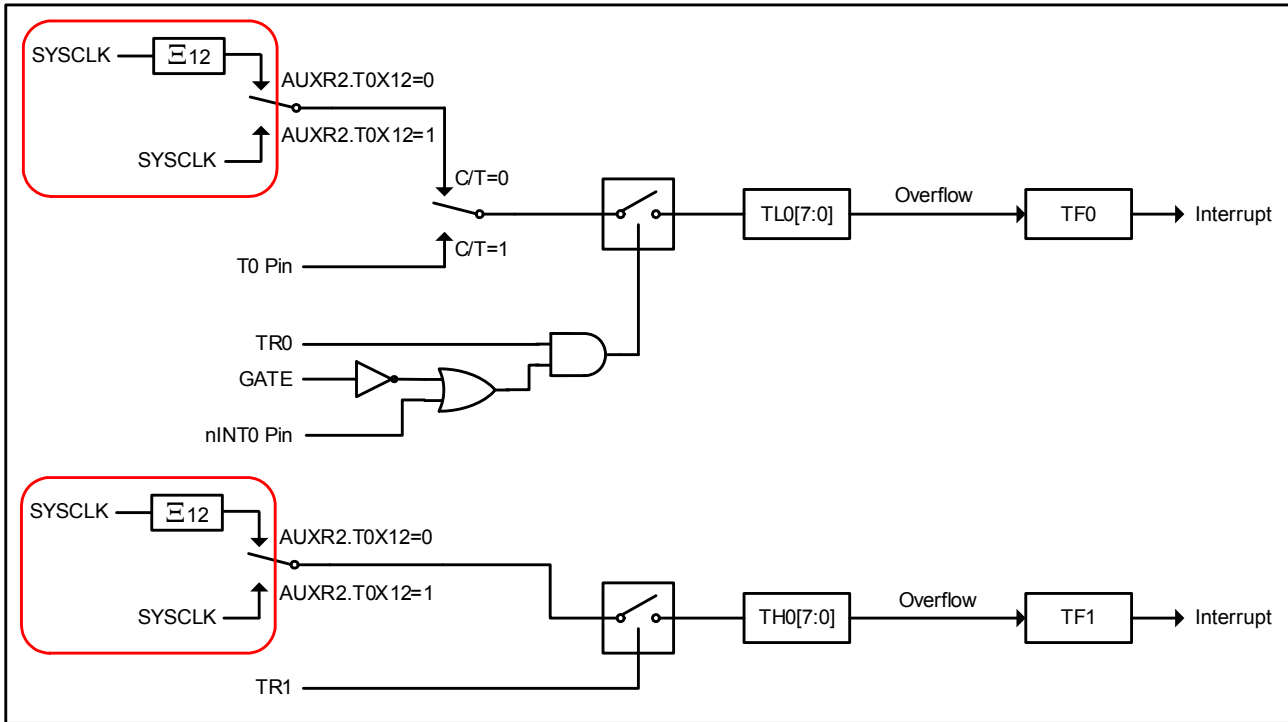 SYSCLK
Ξ12
AUXR2.T0X12=0
AUXR2.T0X12=1
SYSCLK
C/T=0
C/T=1
T0 Pin
TL0[7:0]
Overflow
TF0
Interrupt
TR0
GATE
nINT0 Pin
SYSCLK
Ξ12
AUXR2.T0X12=0
AUXR2.T0X12=1
SYSCLK
TH0[7:0]
Overflow
TF1
Interrupt
TR1